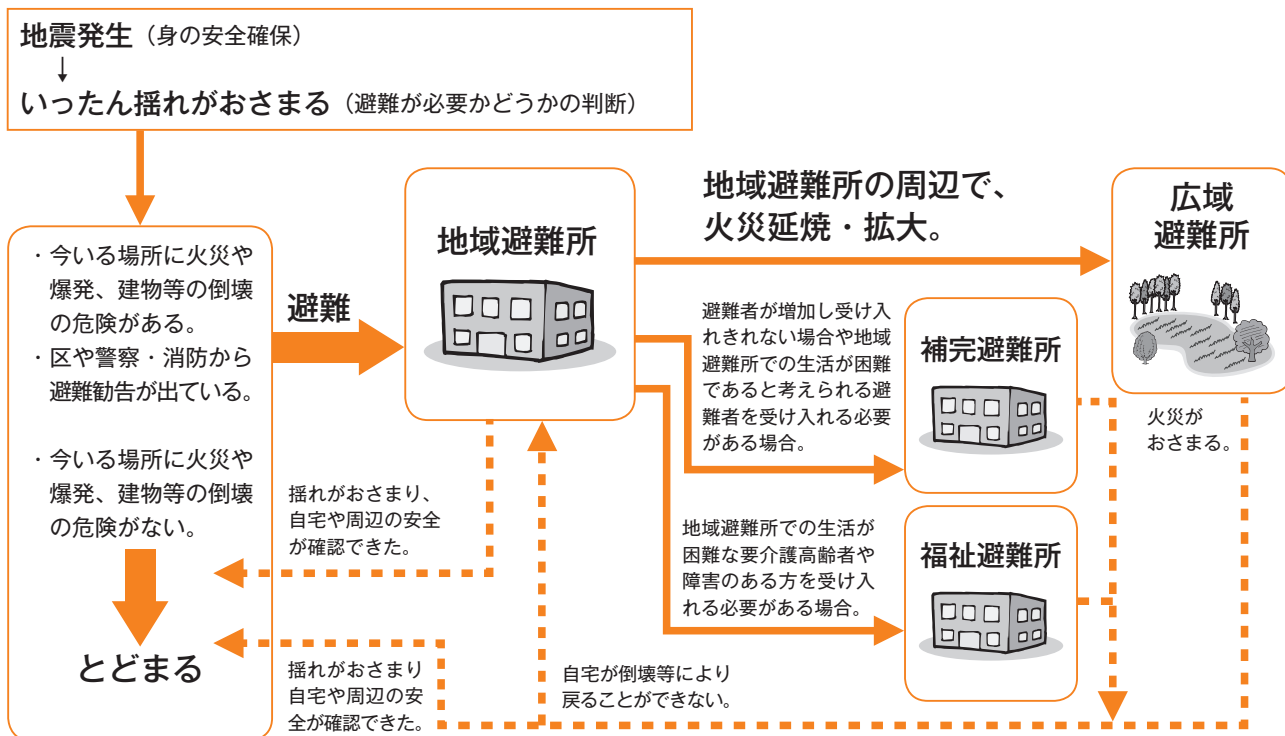 地震発生（身の安全確保）
↓
いったん揺れがおさまる（避難が必要かどうかの判断）
・今いる場所に火災や
爆発、建物等の倒壊
の危険がある。
・区や警察・消防から
避難勧告が出ている。
・今いる場所に火災や
爆発、建物等の倒壊
の危険がない。
とどまる
避難
地域避難所
地域避難所の周辺で、
火災延焼・拡大。
広域
避難所
避難者が増加し受け入
れきれない場合や地域
避難所での生活が困難
であると考えられる避
難者を受け入れる必要
がある場合。
補完避難所
火災が
おさまる。
揺れがおさまり、
自宅や周辺の安全
が確認できた。
地域避難所での生活が
困難な要介護高齢者や
障害のある方を受け入
れる必要がある場合。
福祉避難所
揺れがおさまり
自宅や周辺の安
全が確認できた。
自宅が倒壊等により
戻ることができない。